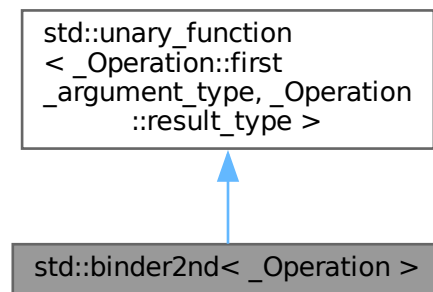 std::unary_function
< _Operation::first
_argument_type, _Operation
::result_type >
std::binder2nd< _Operation >